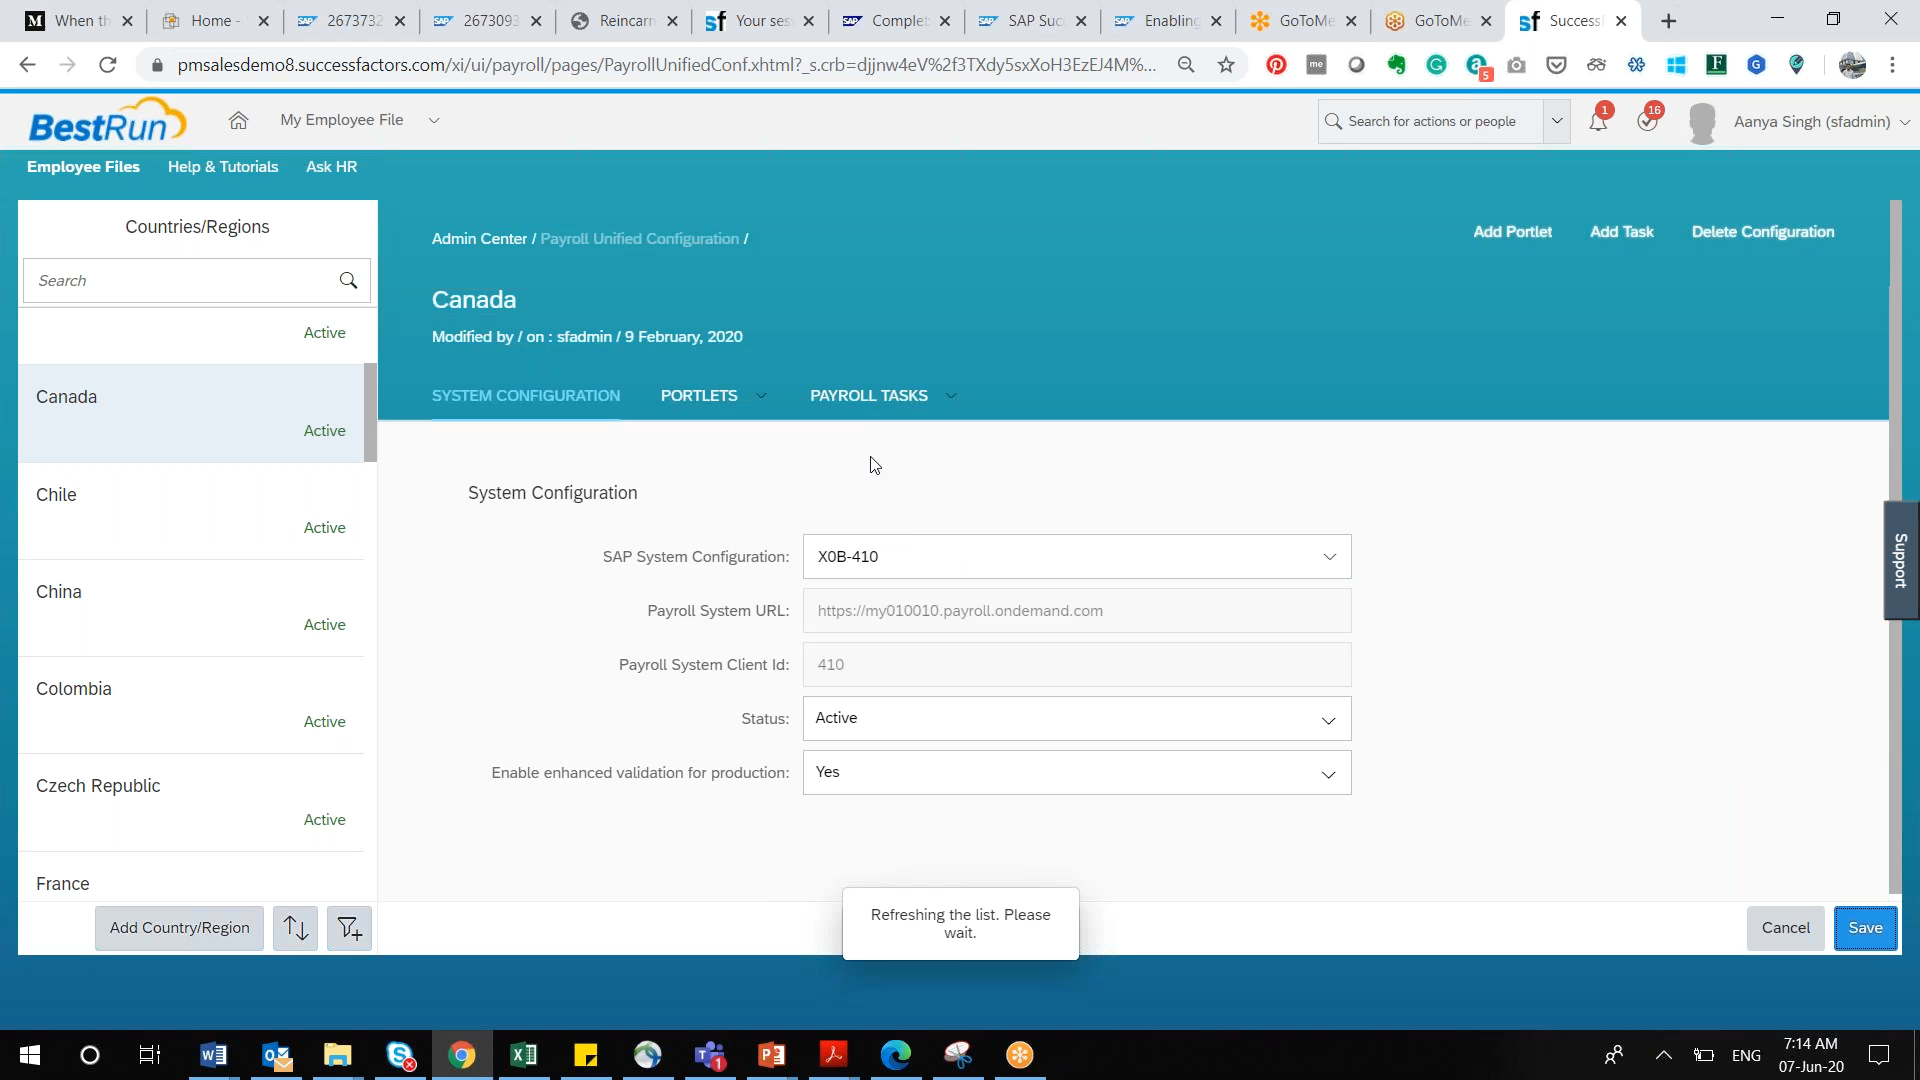 When th
Home -
2673732
2673093
Reincarn
Your ses
Complet
SAP Suc
Enabling
GoToMe
GoToMe
Success
pmsalesdemo8.successfactors.com/xi/ui/payroll/pages/PayrollUnifiedConf.xhtml?_s.crb=djjnw4eV%2f3TXdy5sxXoH3EzEJ4M%...
BestRun
My Employee File
Search for actions or people
1
16
Aanya Singh (sfadmin)
Employee Files
Help & Tutorials
Ask HR
Countries/Regions
Search
Active
Canada
Active
Chile
Active
China
Active
Colombia
Active
Czech Republic
Active
France
Add Country/Region
Admin Center / Payroll Unified Configuration /
Add Portlet
Add Task
Delete Configuration
Canada
Modified by / on : sfadmin / 9 February, 2020
SYSTEM CONFIGURATION
PORTLETS
PAYROLL TASKS
System Configuration
SAP System Configuration:
X0B-410
Payroll System URL:
https://my010010.payroll.ondemand.com
Payroll System Client Id:
410
Status:
Active
Enable enhanced validation for production:
Yes
Support
Refreshing the list. Please
wait.
Cancel
Save
ENG
7:14 AM
07-Jun-20